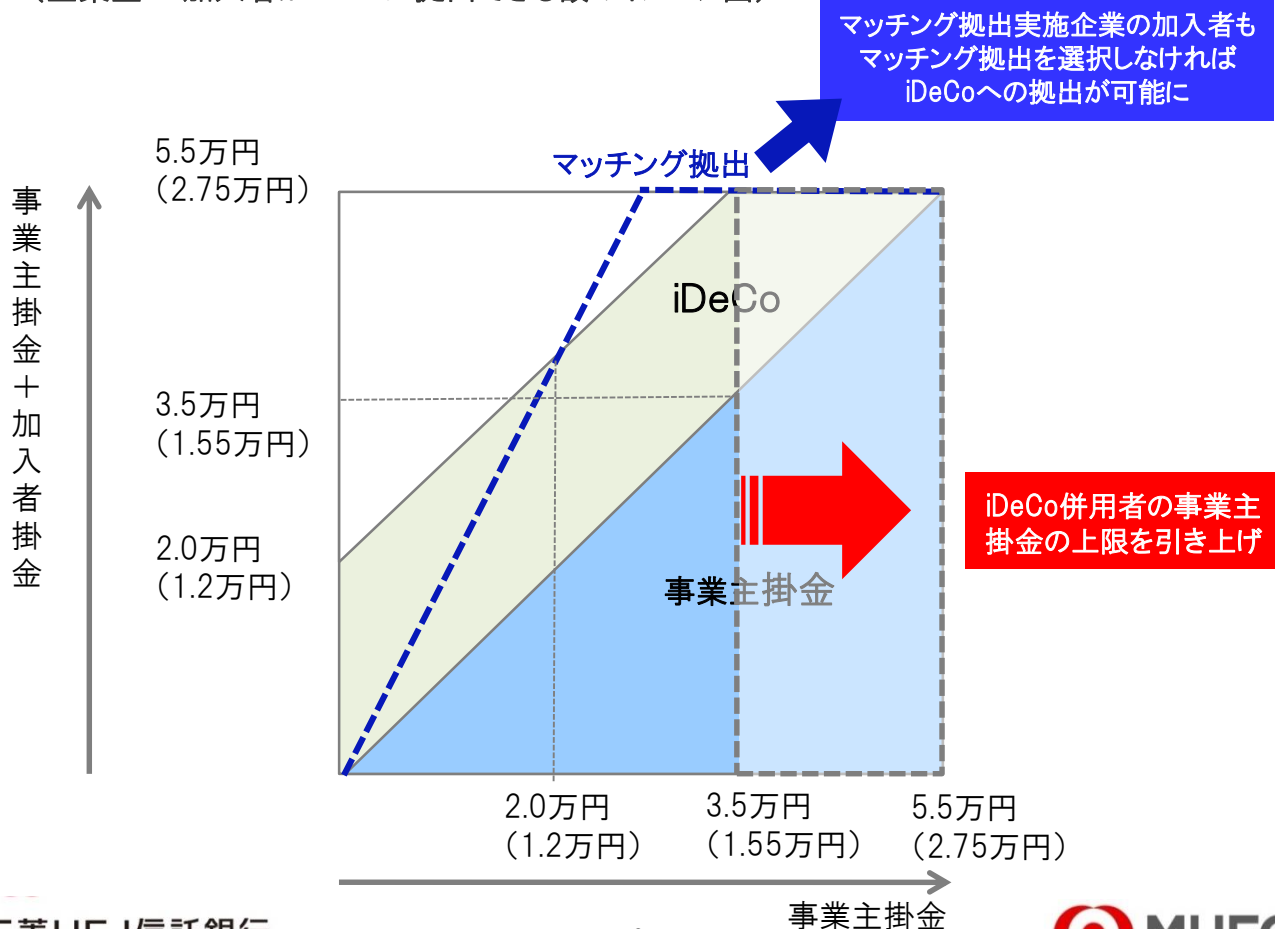 マッチング拠出実施企業の加入者も
マッチング拠出を選択しなければ
iDeCoへの拠出が可能に
マッチング拠出
5.5万円
（2.75万円）
事業主掛金＋加入者掛金
iDeCo
3.5万円
（1.55万円）
iDeCo併用者の事業主
掛金の上限を引き上げ
2.0万円
（1.2万円）
事業主掛金
2.0万円
（1.2万円）
3.5万円
（1.55万円）
5.5万円
（2.75万円）
事業主掛金